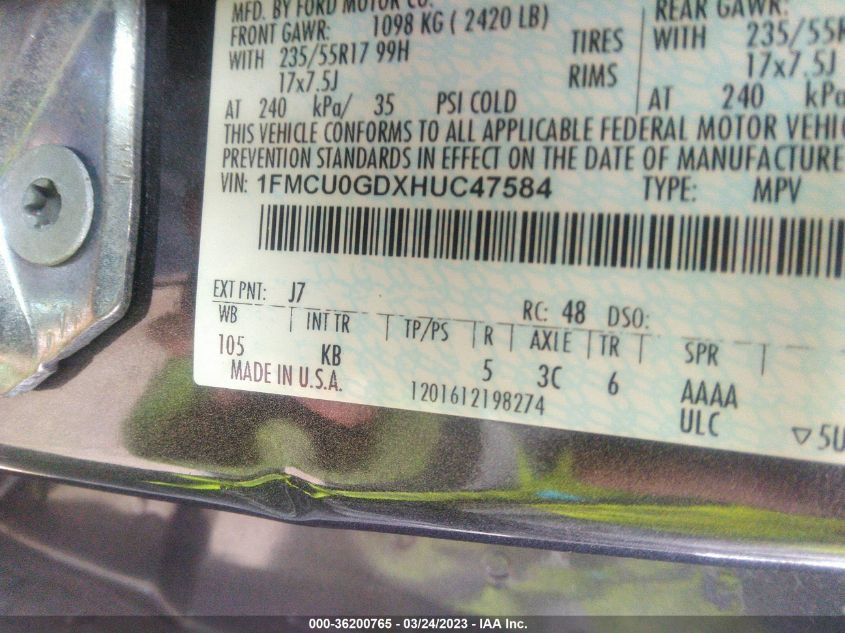 MFD. BY FORD MOTOR CO.
FRONT GAWR: 1098 KG ( 2420 LB)
WITH 235/55R17 99H TIRES
17x7.5J RIMS
AT 240 kPa/ 35 PSI COLD
REAR GAWR:
WITH 235/55R
17x7.5J
AT 240 kPa
THIS VEHICLE CONFORMS TO ALL APPLICABLE FEDERAL MOTOR VEHIC
PREVENTION STANDARDS IN EFFECT ON THE DATE OF MANUFACTURE
VIN: 1FMCU0GDXHUC47584 TYPE: MPV
EXT PNT: J7 RC: 48 DSO:
WB INT TR TP/PS R AXLE TR SPR
105 KB 5 3C 6 AAAA
MADE IN U.S.A. 1201612198274 ULC
▽5U
000-36200765 - 03/24/2023 - IAA Inc.